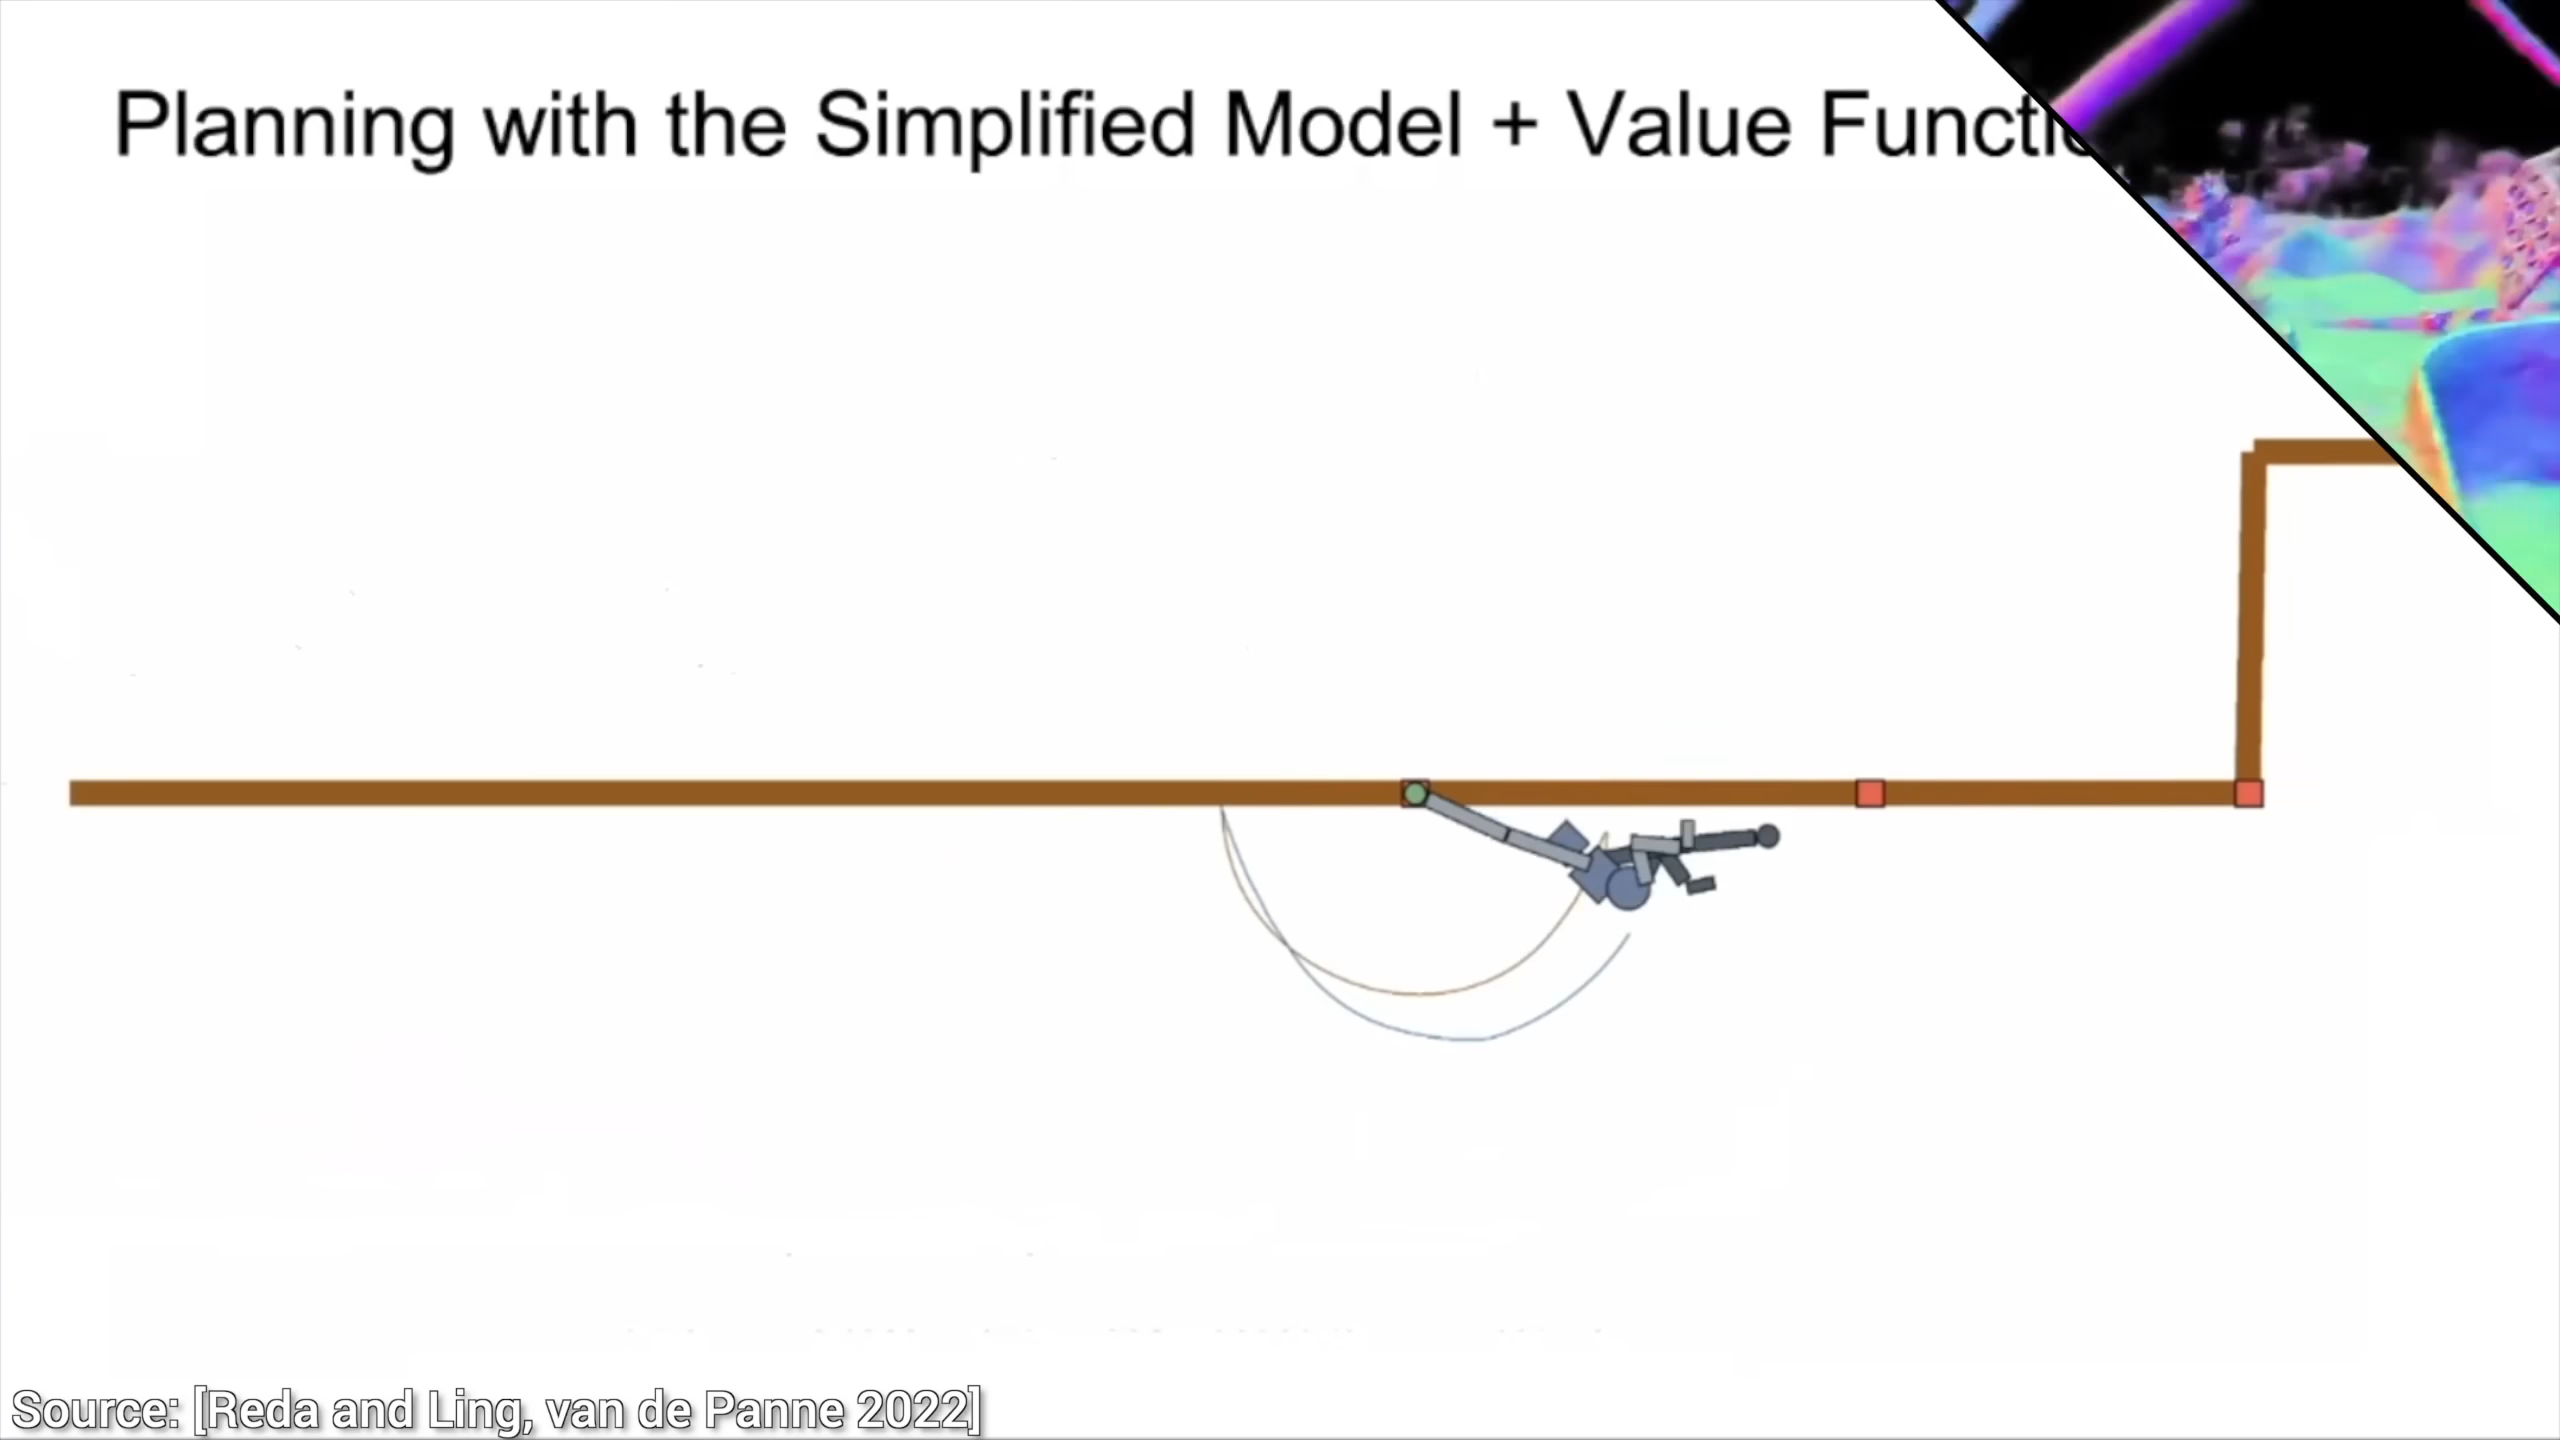 Planning with the Simplified Model + Value Functi
Source: [Reda and Ling, van de Panne 2022]